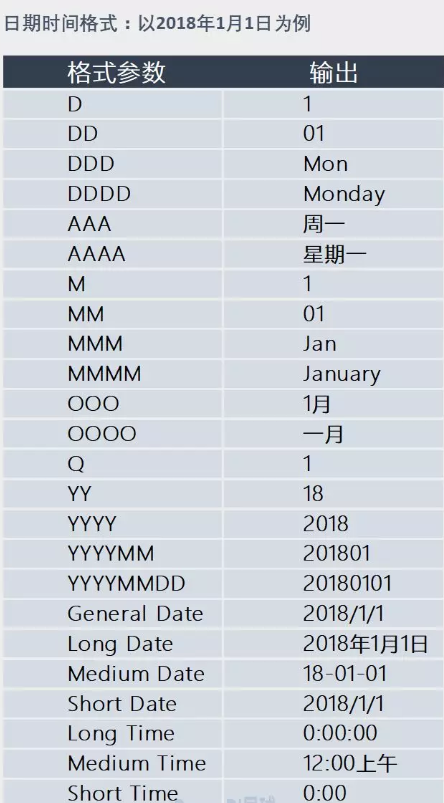 日期时间格式：以2018年1月1日为例
格式参数 输出
D 1
DD 01
DDD Mon
DDDD Monday
AAA 周一
AAAA 星期一
M 1
MM 01
MMM Jan
MMMM January
OOO 1月
OOOO 一月
Q 1
YY 18
YYYY 2018
YYYYMM 201801
YYYYMMDD 20180101
General Date 2018/1/1
Long Date 2018年1月1日
Medium Date 18-01-01
Short Date 2018/1/1
Long Time 0:00:00
Medium Time 12:00上午
Short Time 0:00